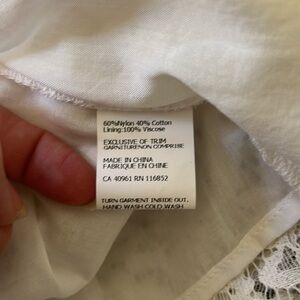 60%Nylon 40% Cotton
Lining:100% Viscose
EXCLUSIVE OF TRIM
GARNITURENON COMPRISE
MADE IN CHINA
FABRIQUE EN CHINE
CA 40961 RN 116852
TURN GARMENT INSIDE OUT.
HAND WASH COLD WASH